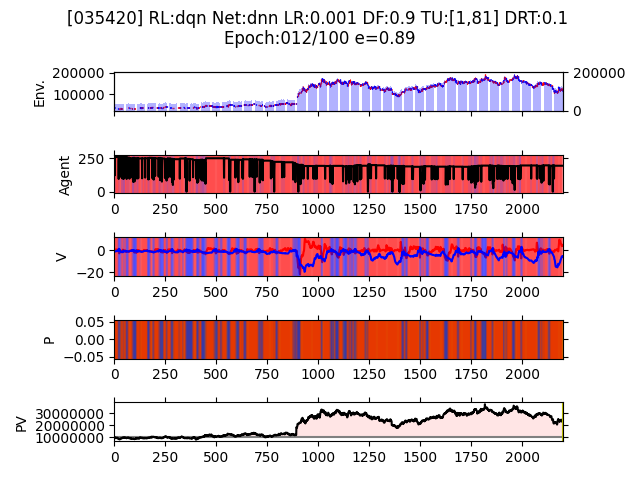 [035420] RL:dqn Net:dnn LR:0.001 DF:0.9 TU:[1,81] DRT:0.1
Epoch:012/100 e=0.89
200000 200000
Env.
100000
0
250
Agent
0
0 250 500 750 1000 1250 1500 1750 2000
0
V
−20
0 250 500 750 1000 1250 1500 1750 2000
0.05
P
0.00
−0.05
0 250 500 750 1000 1250 1500 1750 2000
30000000
PV
20000000
10000000
0 250 500 750 1000 1250 1500 1750 2000